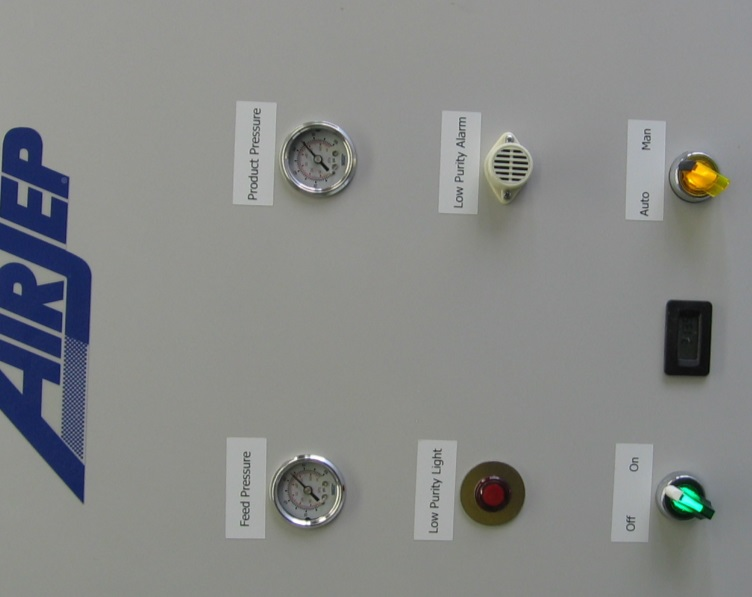 AIRSEP
Feed Pressure
Product Pressure
Low Purity Light
Low Purity Alarm
Off On
Auto Man